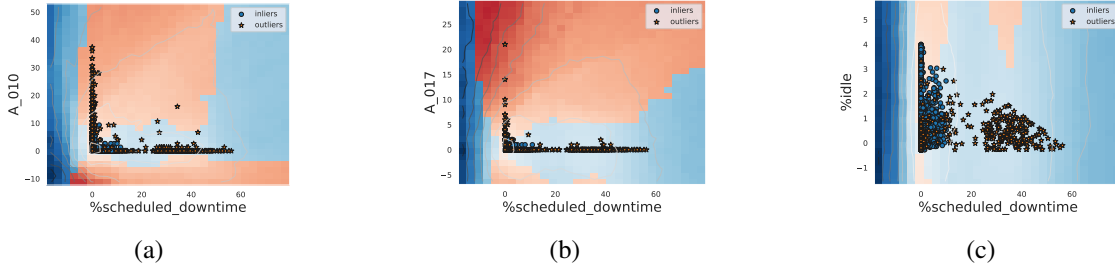 inliers
outliers
50
40
30
20
10
0
−10
A_010
0
20
40
60
%scheduled_downtime
(a)
inliers
outliers
25
20
15
10
5
0
−5
A_017
0
20
40
60
%scheduled_downtime
(b)
inliers
outliers
5
4
3
2
1
0
−1
%idle
0
20
40
60
%scheduled_downtime
(c)